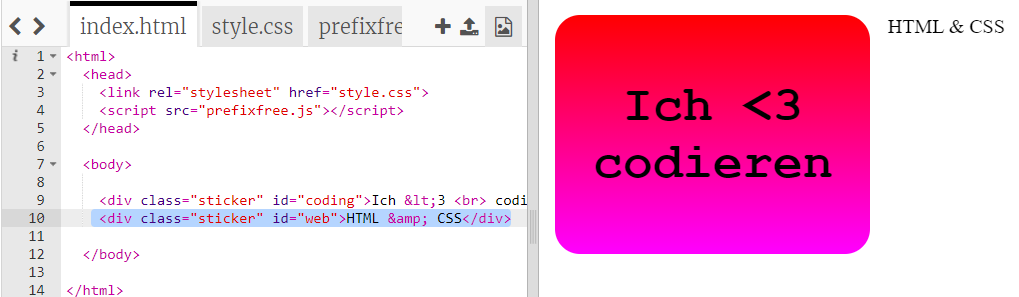 index.html style.css prefixfre
1 <html>
2 <head>
3 <link rel="stylesheet" href="style.css">
4 <script src="prefixfree.js"></script>
5 </head>
6
7 <body>
8
9 <div class="sticker" id="coding">Ich &lt;3 <br> codi
10 <div class="sticker" id="web">HTML &amp; CSS</div>
11
12 </body>
13
14 </html>
Ich <3
codieren
HTML & CSS